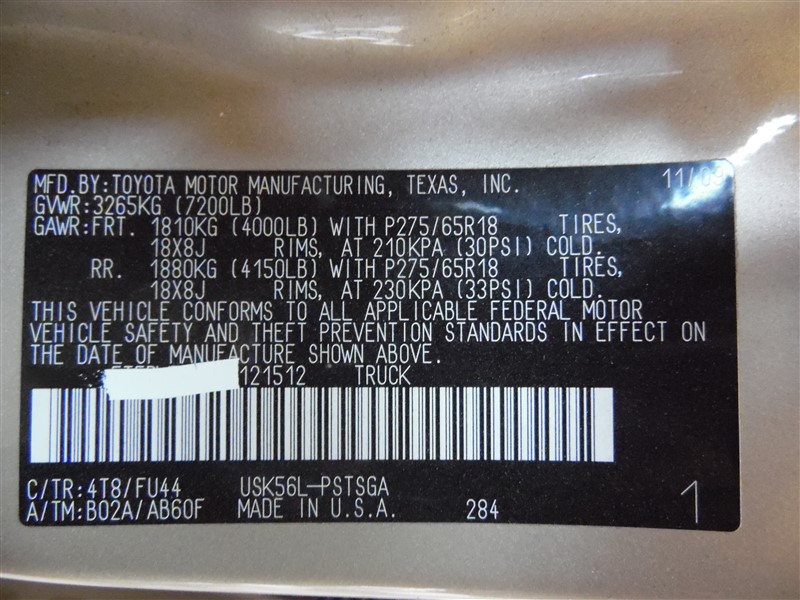 MFD.BY:TOYOTA MOTOR MANUFACTURING, TEXAS, INC. 11/09
GVWR:3265KG (7200LB)
GAWR:FRT. 1810KG (4000LB) WITH P275/65R18 TIRES,
18X8J RIMS, AT 210KPA (30PSI) COLD.
RR. 1880KG (4150LB) WITH P275/65R18 TIRES,
18X8J RIMS, AT 230KPA (33PSI) COLD.
THIS VEHICLE CONFORMS TO ALL APPLICABLE FEDERAL MOTOR
VEHICLE SAFETY AND THEFT PREVENTION STANDARDS IN EFFECT ON
THE DATE OF MANUFACTURE SHOWN ABOVE.
121512 TRUCK
C/TR:4T8/FU44 USK56L-PSTSGA
A/TM:B02A/AB60F MADE IN U.S.A. 284 1